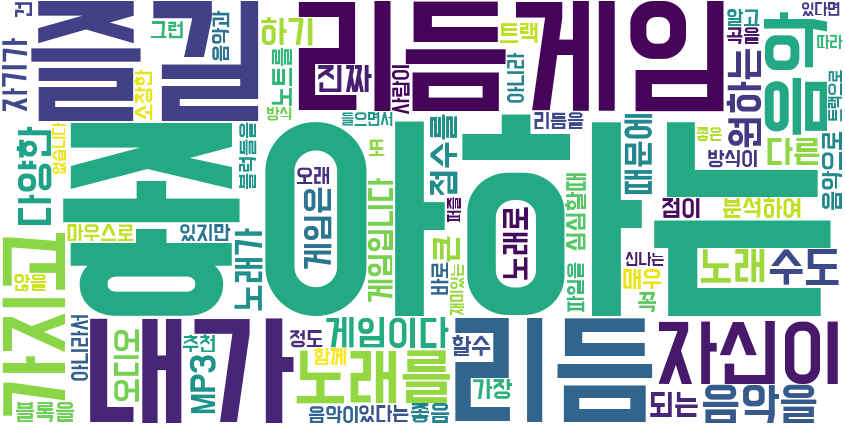 건
그런
음악과
즐길
하기
리듬게임
트랙
알고
있다면
곡을
따라
자기가
소장한
노트를
진짜
사람이
아니라
원하는
음악
트랙으로
방식
들으면서
리듬을
때문에
좋은
방식이
다른
음악으로
다양한
없습니다
블럭들을
좋아하는
또
점수를
오래
게임은
퍼즐
노래로
심심할때
점이
분석하여
마우스로
있지만
게임입니다
바로
큰
재미있는
파일을
신나는
매우
꼭
노래
수도
가지고
않을
노래가
아니라서
오디오
내가
추천
MP3
정도
함께
게임이다
노래를
할수
가장
리듬
자신이
되는
음악을
블록을
음악이
있다는
좋음